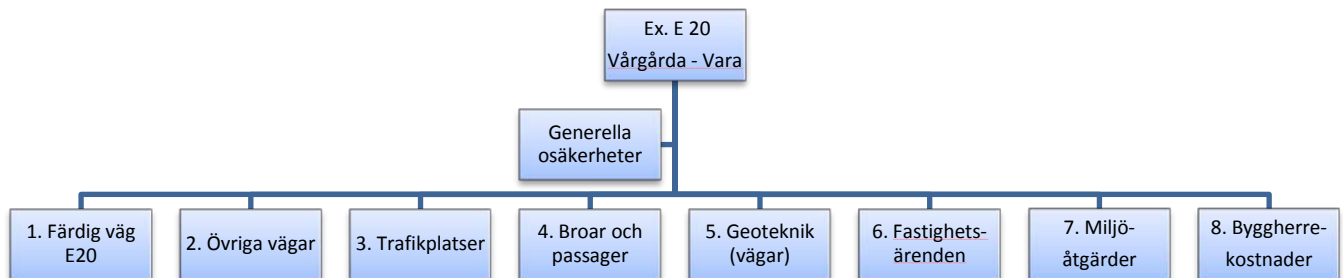 Ex. E 20
Vårgårda - Vara
Generella
osäkerheter
1. Färdig väg
E20
2. Övriga vägar
3. Trafikplatser
4. Broar och
passager
5. Geoteknik
(vägar)
6. Fastighets-
ärenden
7. Miljö-
åtgärder
8. Byggherre-
kostnader